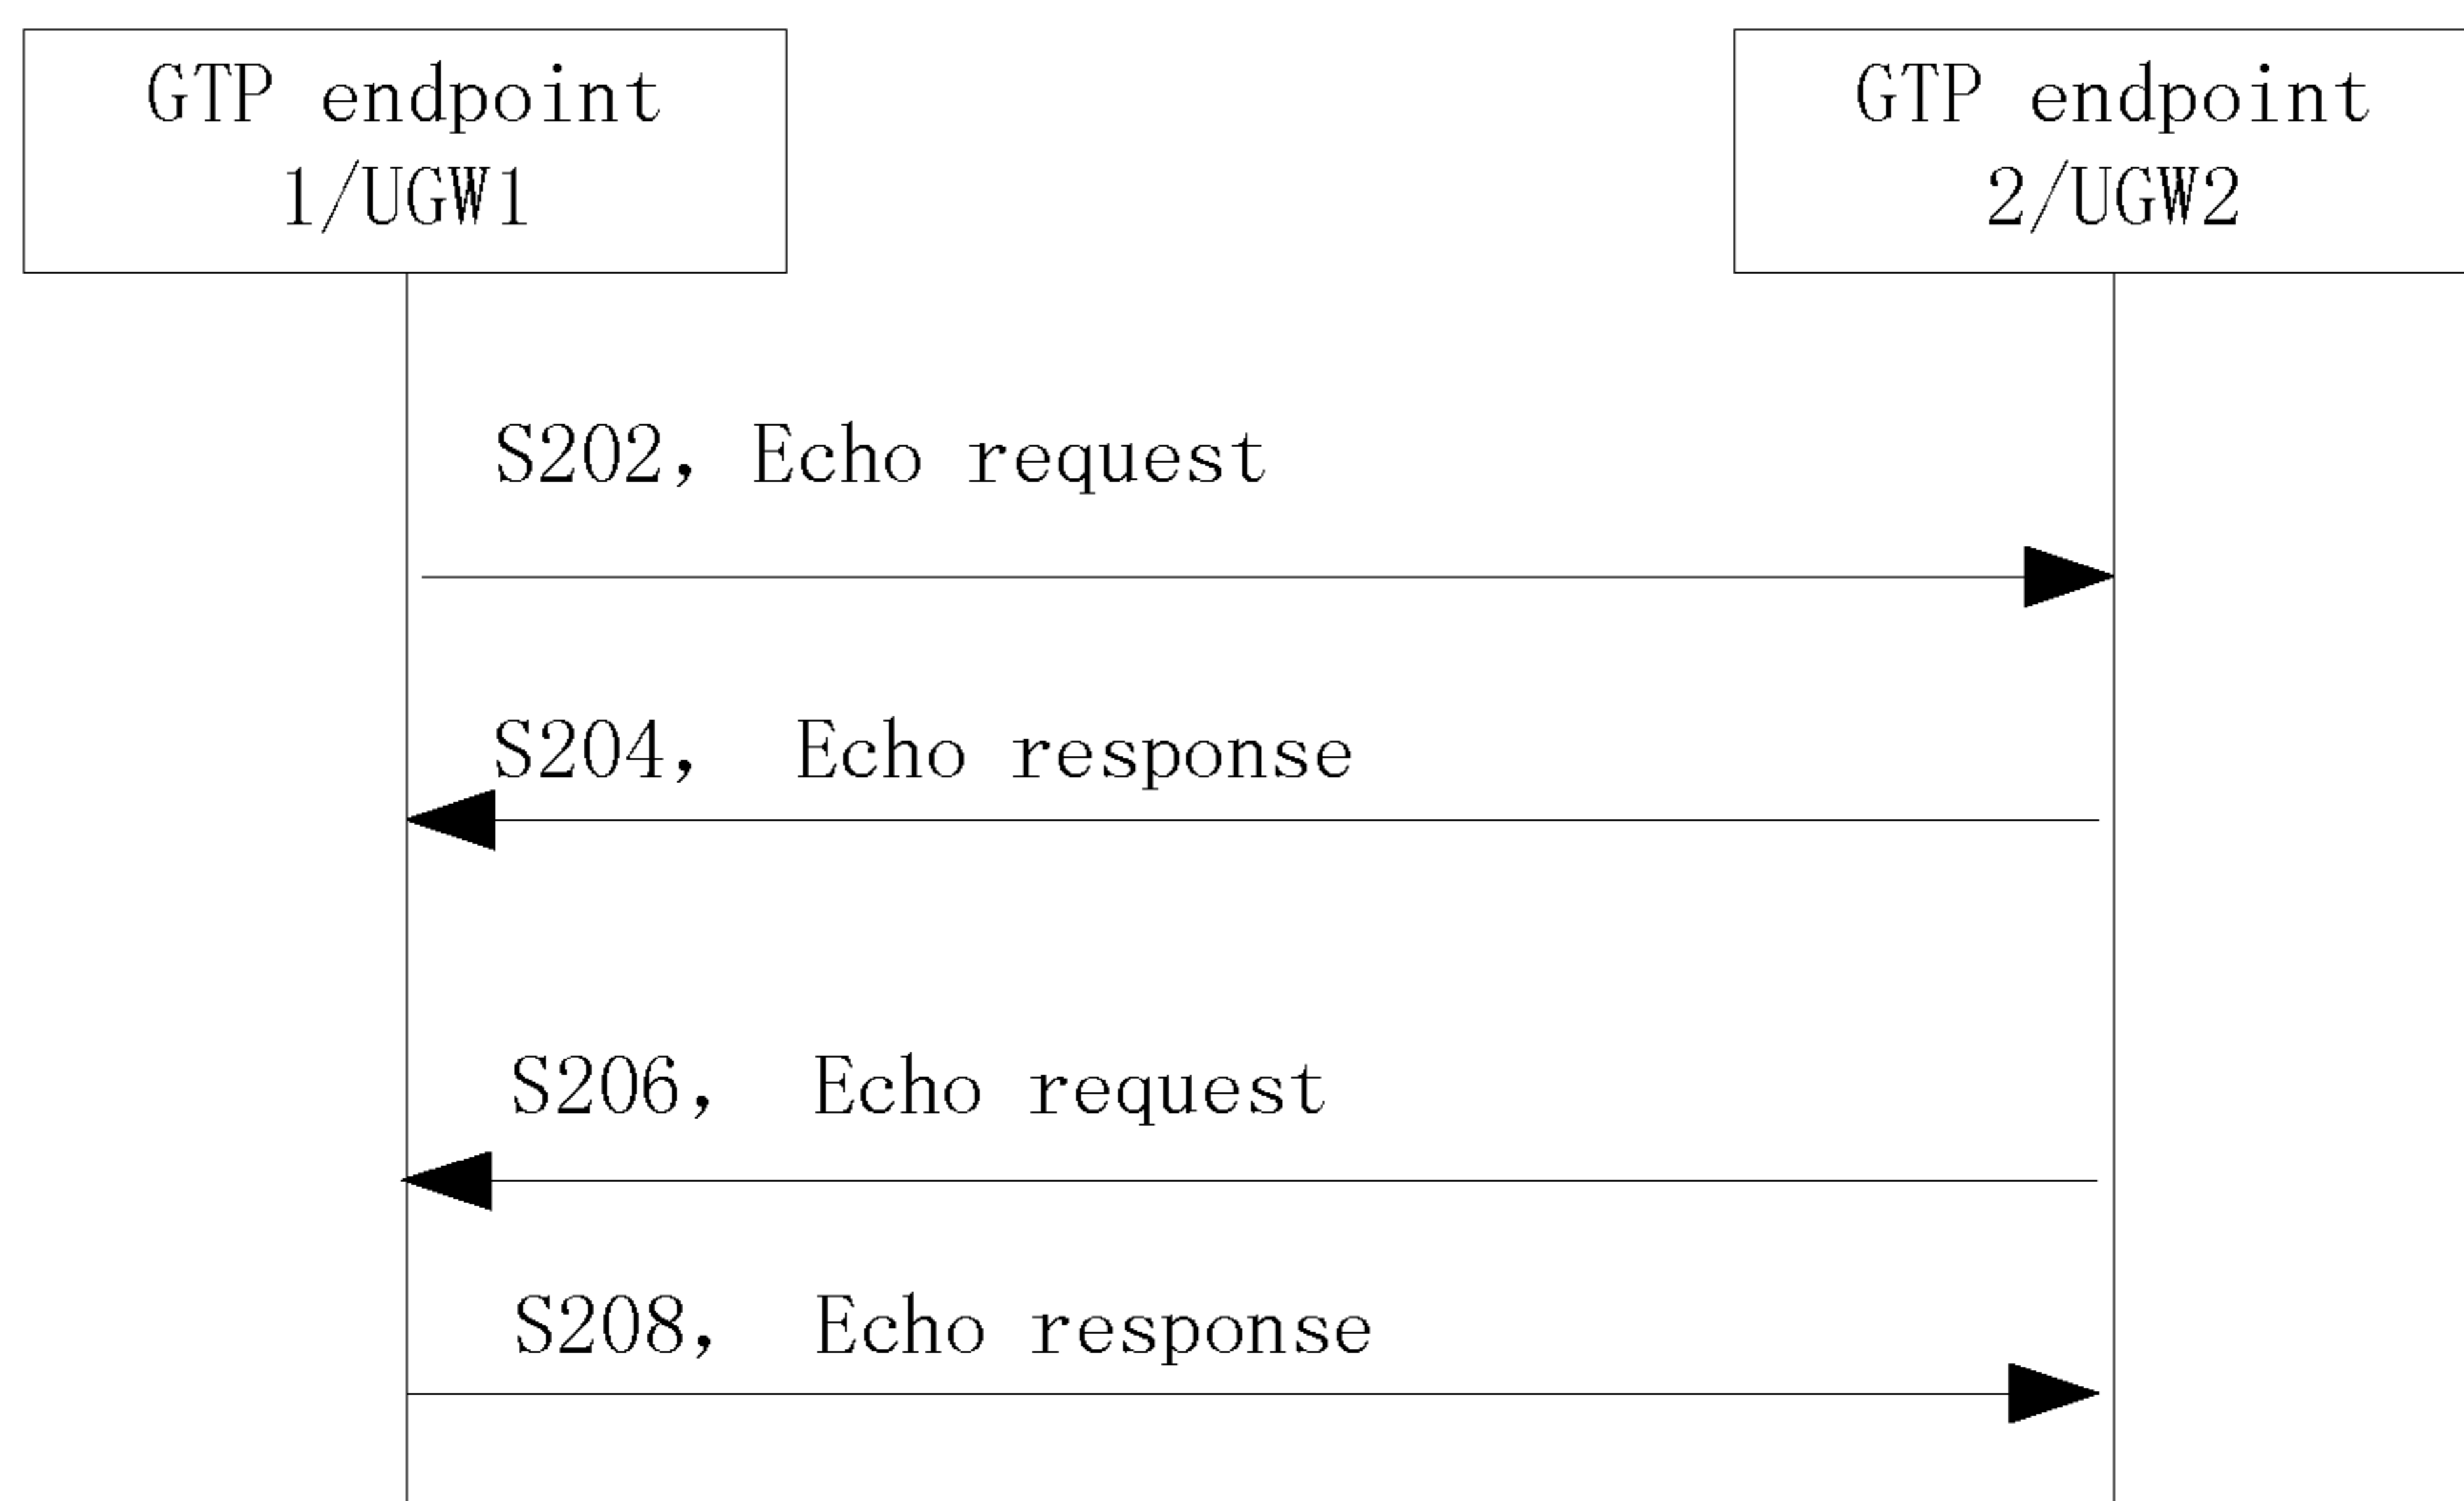 GTP endpoint
1/UGW1
GTP endpoint
2/UGW2
S202, Echo request
S204, Echo response
S206, Echo request
S208, Echo response